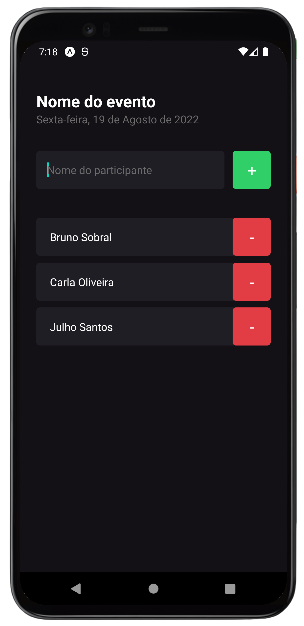 7:18
Nome do evento
Sexta-feira, 19 de Agosto de 2022
Nome do participante
+
Bruno Sobral
-
Carla Oliveira
-
Julho Santos
-